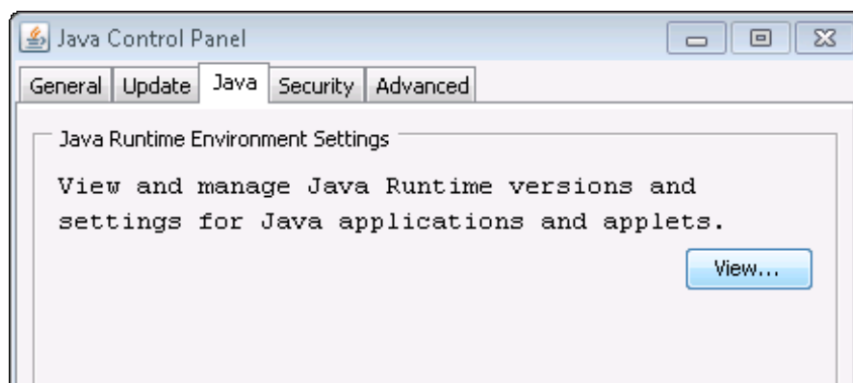 Java Control Panel
General Update Java Security Advanced
Java Runtime Environment Settings
View and manage Java Runtime versions and
settings for Java applications and applets.
View...